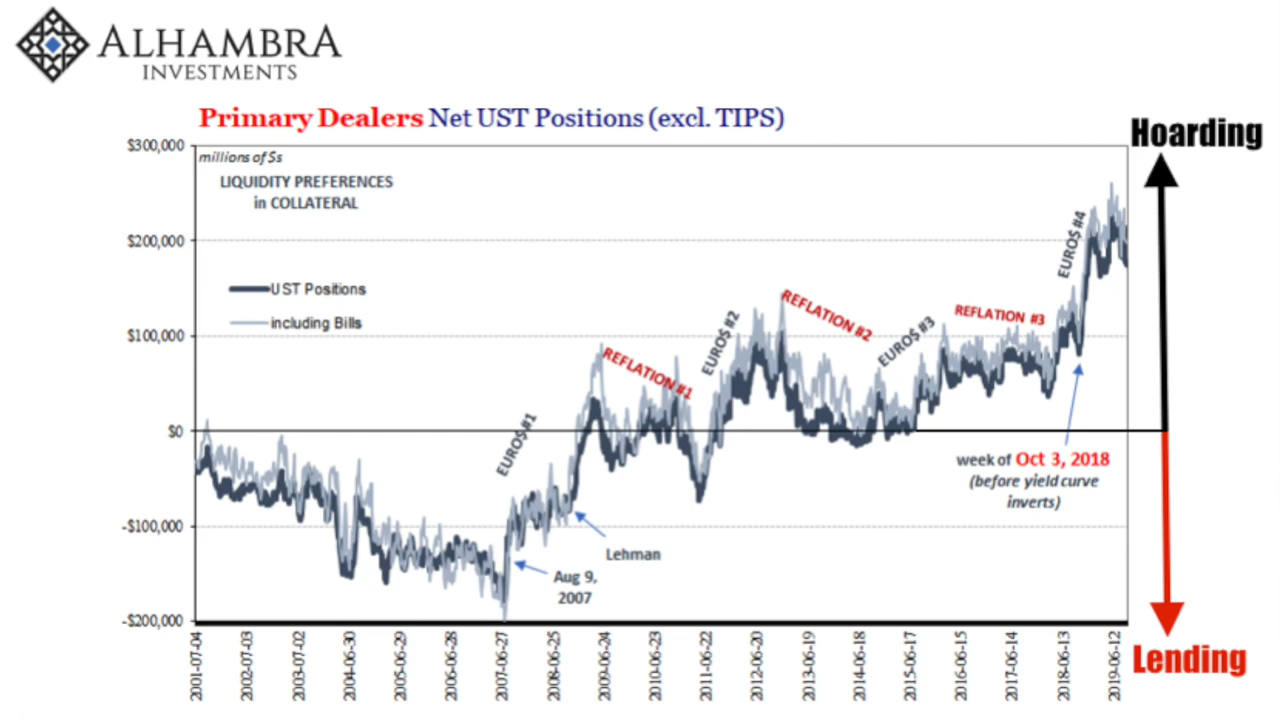 ALHAMBRA
INVESTMENTS
Primary Dealers Net UST Positions (excl. TIPS)
Hoarding
$300,000
millions of $s
LIQUIDITY PREFERENCES
in COLLATERAL
$200,000
UST Positions
including Bills
$100,000
$0
-$100,000
-$200,000
EURO$ #1
REFLATION #1
EURO$ #2
REFLATION #2
EURO$ #3
REFLATION #3
EURO$ #4
week of Oct 3, 2018
(before yield curve
inverts)
Lehman
Aug 9,
2007
Lending
2001-07-04
2002-07-03
2003-07-02
2004-06-30
2005-06-29
2006-06-28
2007-06-27
2008-06-25
2009-06-24
2010-06-23
2011-06-22
2012-06-20
2013-06-19
2014-06-18
2015-06-17
2016-06-15
2017-06-14
2018-06-13
2019-06-12